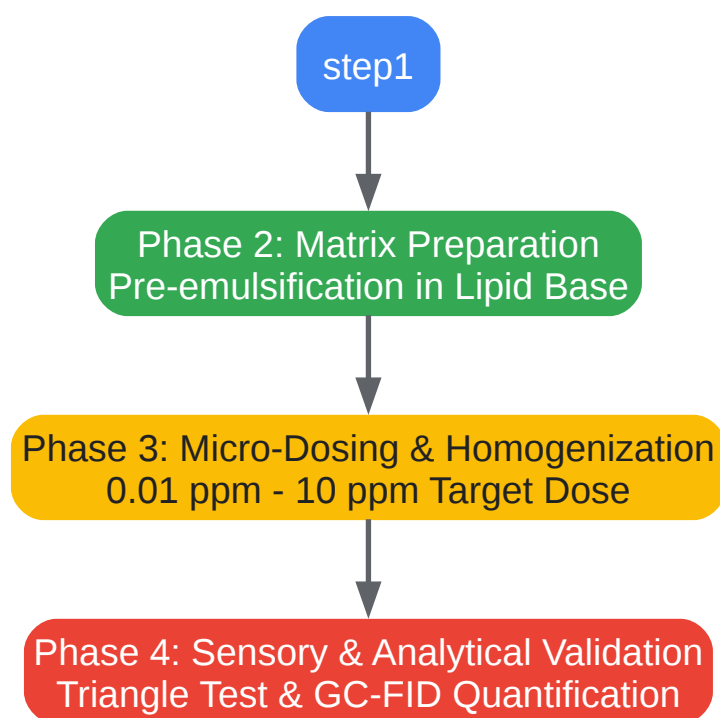 step1
Phase 2: Matrix Preparation
Pre-emulsification in Lipid Base
Phase 3: Micro-Dosing & Homogenization
0.01 ppm - 10 ppm Target Dose
Phase 4: Sensory & Analytical Validation
Triangle Test & GC-FID Quantification